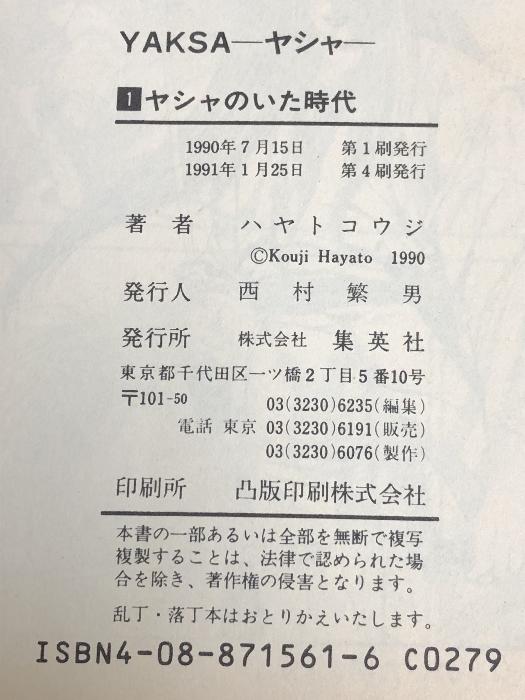 YAKSA―ヤシャ―
1 ヤシャのいた時代
1990年7月15日 第1刷発行
1991年1月25日 第4刷発行
著者 ハヤトコウジ
©Kouji Hayato 1990
発行人 西村繁男
発行所 株式会社 集英社
東京都千代田区一ツ橋2丁目5番10号
〒101-50
03(3230)6235(編集)
電話 東京 03(3230)6191(販売)
03(3230)6076(製作)
印刷所 凸版印刷株式会社
本書の一部あるいは全部を無断で複写
複製することは、法律で認められた場
合を除き、著作権の侵害となります。
乱丁・落丁本はおとりかえいたします。
ISBN4-08-871561-6 C0279